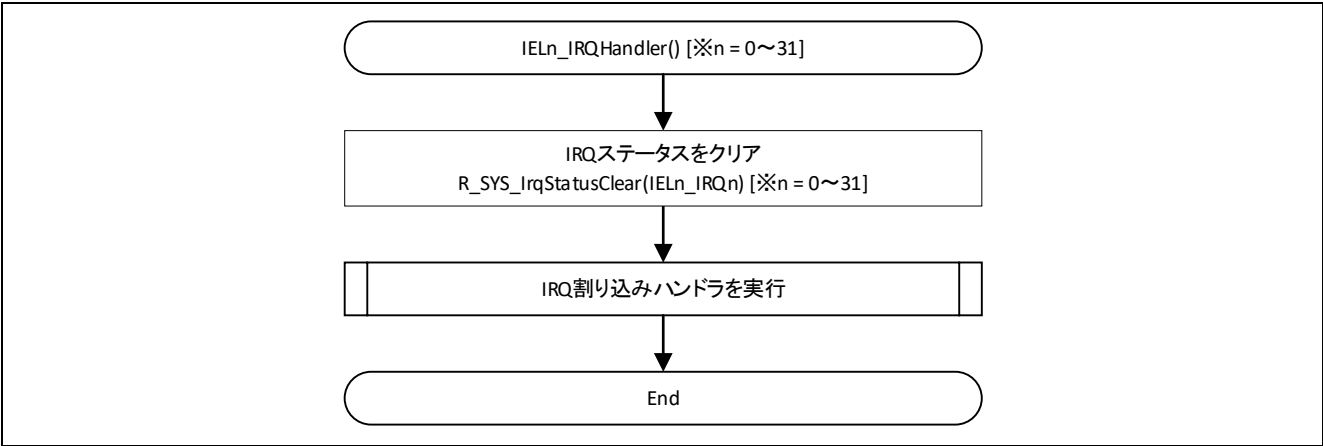 IELn_IRQHandler() [※n = 0～31]
IRQステータスをクリア
R_SYS_IrqStatusClear(IELn_IRQn) [※n = 0～31]
IRQ割り込みハンドラを実行
End